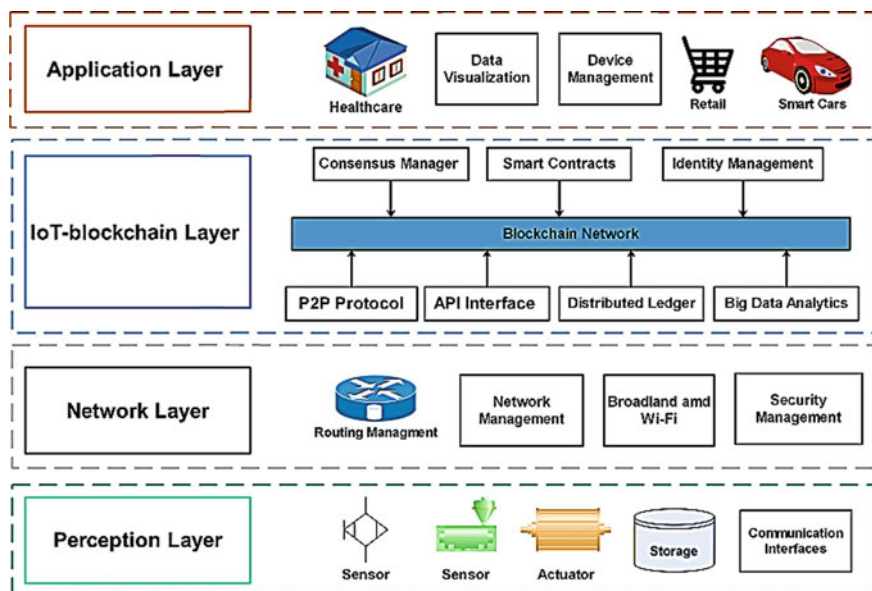 Application Layer
Healthcare
Data
Visualization
Device
Management
Retail
Smart Cars
IoT-blockchain Layer
Consensus Manager
Smart Contracts
Identity Management
Blockchain Network
P2P Protocol
API Interface
Distributed Ledger
Big Data Analytics
Network Layer
Routing Managment
Network
Management
Broadland amd
Wi-Fi
Security
Management
Perception Layer
Sensor
Sensor
Actuator
Storage
Communication
Interfaces